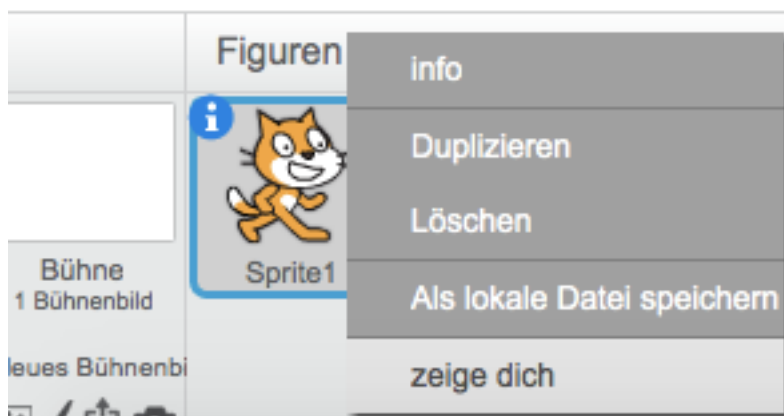 Figuren
info
Duplizieren
Löschen
Als lokale Datei speichern
zeige dich
Sprite1
Bühne
1 Bühnenbild
eues Bühnenbi